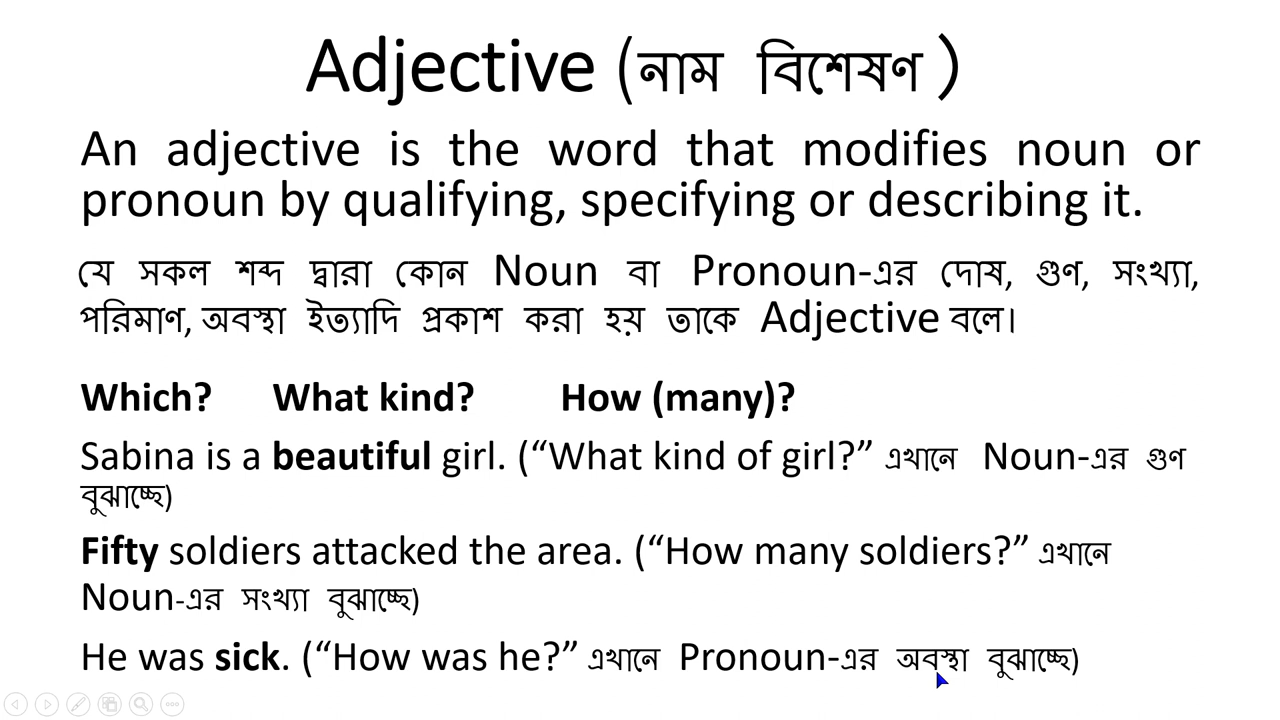 Adjective (নাম বিশেষণ )
An adjective is the word that modifies noun or
pronoun by qualifying, specifying or describing it.
যে সকল শব্দ দ্বারা কোন Noun বা Pronoun-এর দোষ, গুণ, সংখ্যা,
পরিমাণ, অবস্থা ইত্যাদি প্রকাশ করা হয় তাকে Adjective বলে।
Which? What kind? How (many)?
Sabina is a beautiful girl. (“What kind of girl?” এখানে Noun-এর গুণ
বুঝাচ্ছে)
Fifty soldiers attacked the area. (“How many soldiers?” এখানে
Noun-এর সংখ্যা বুঝাচ্ছে)
He was sick. (“How was he?” এখানে Pronoun-এর অবস্থা বুঝাচ্ছে)